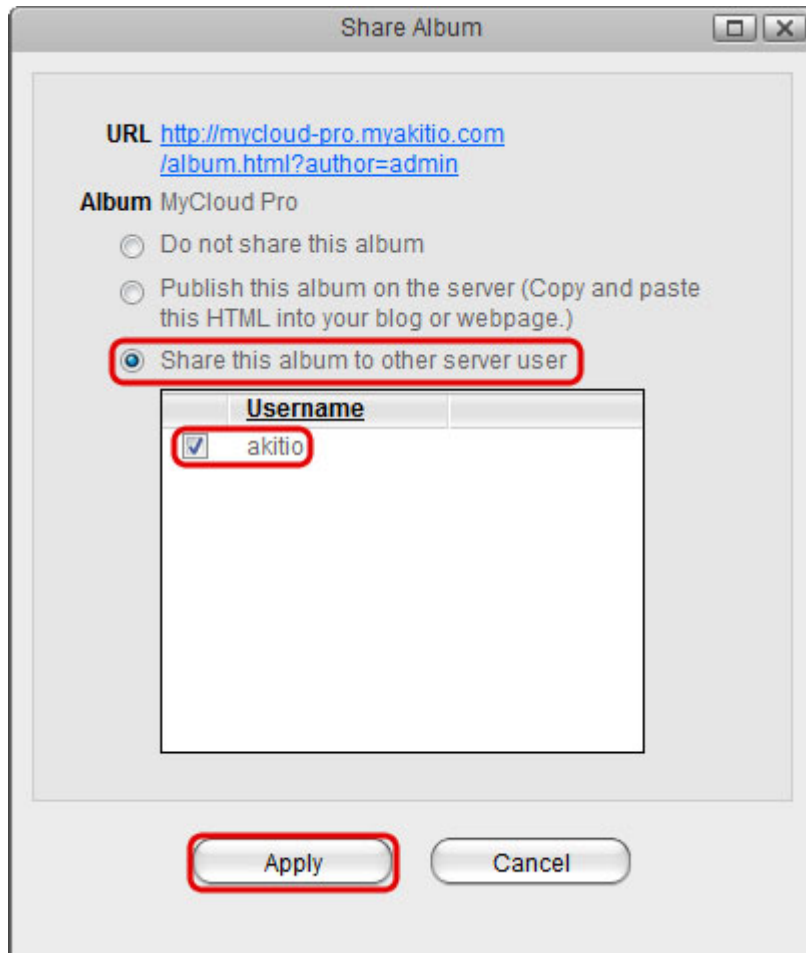 Share Album
URL http://mycloud-pro.myakitio.com
/album.html?author=admin
Album MyCloud Pro
Do not share this album
Publish this album on the server (Copy and paste
this HTML into your blog or webpage.)
Share this album to other server user
Username
akitio
Apply Cancel